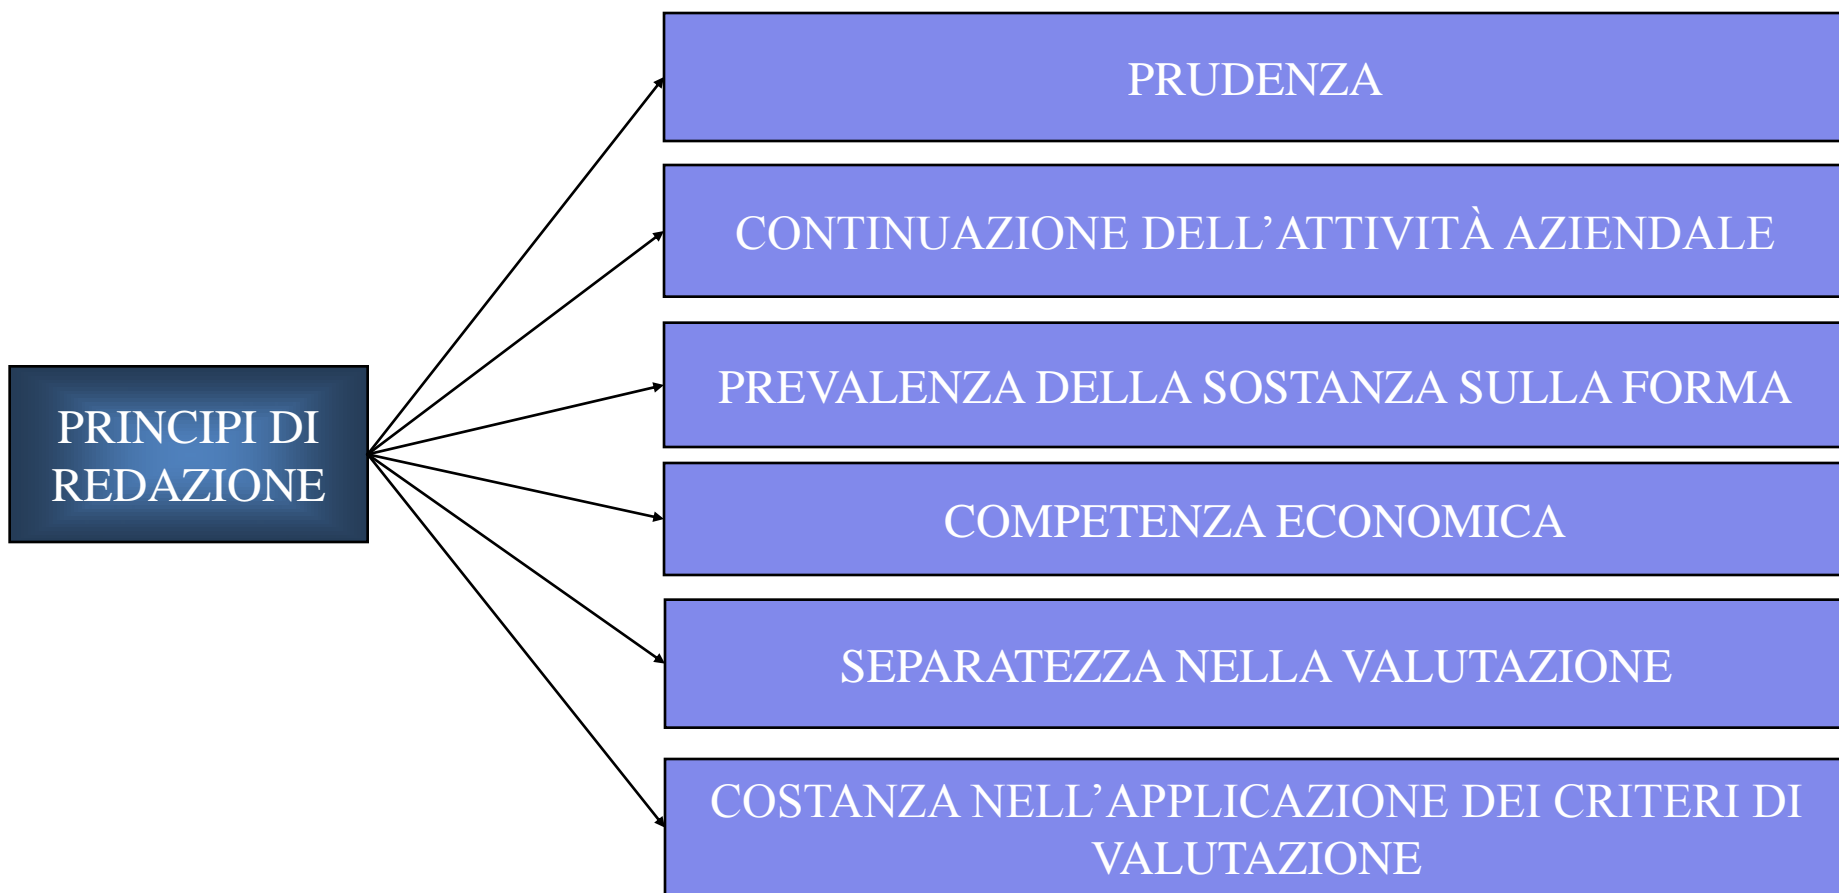 PRUDENZA
CONTINUAZIONE DELL’ATTIVITÀ AZIENDALE
PREVALENZA DELLA SOSTANZA SULLA FORMA
PRINCIPI DI
REDAZIONE
COMPETENZA ECONOMICA
SEPARATEZZA NELLA VALUTAZIONE
COSTANZA NELL’APPLICAZIONE DEI CRITERI DI
VALUTAZIONE